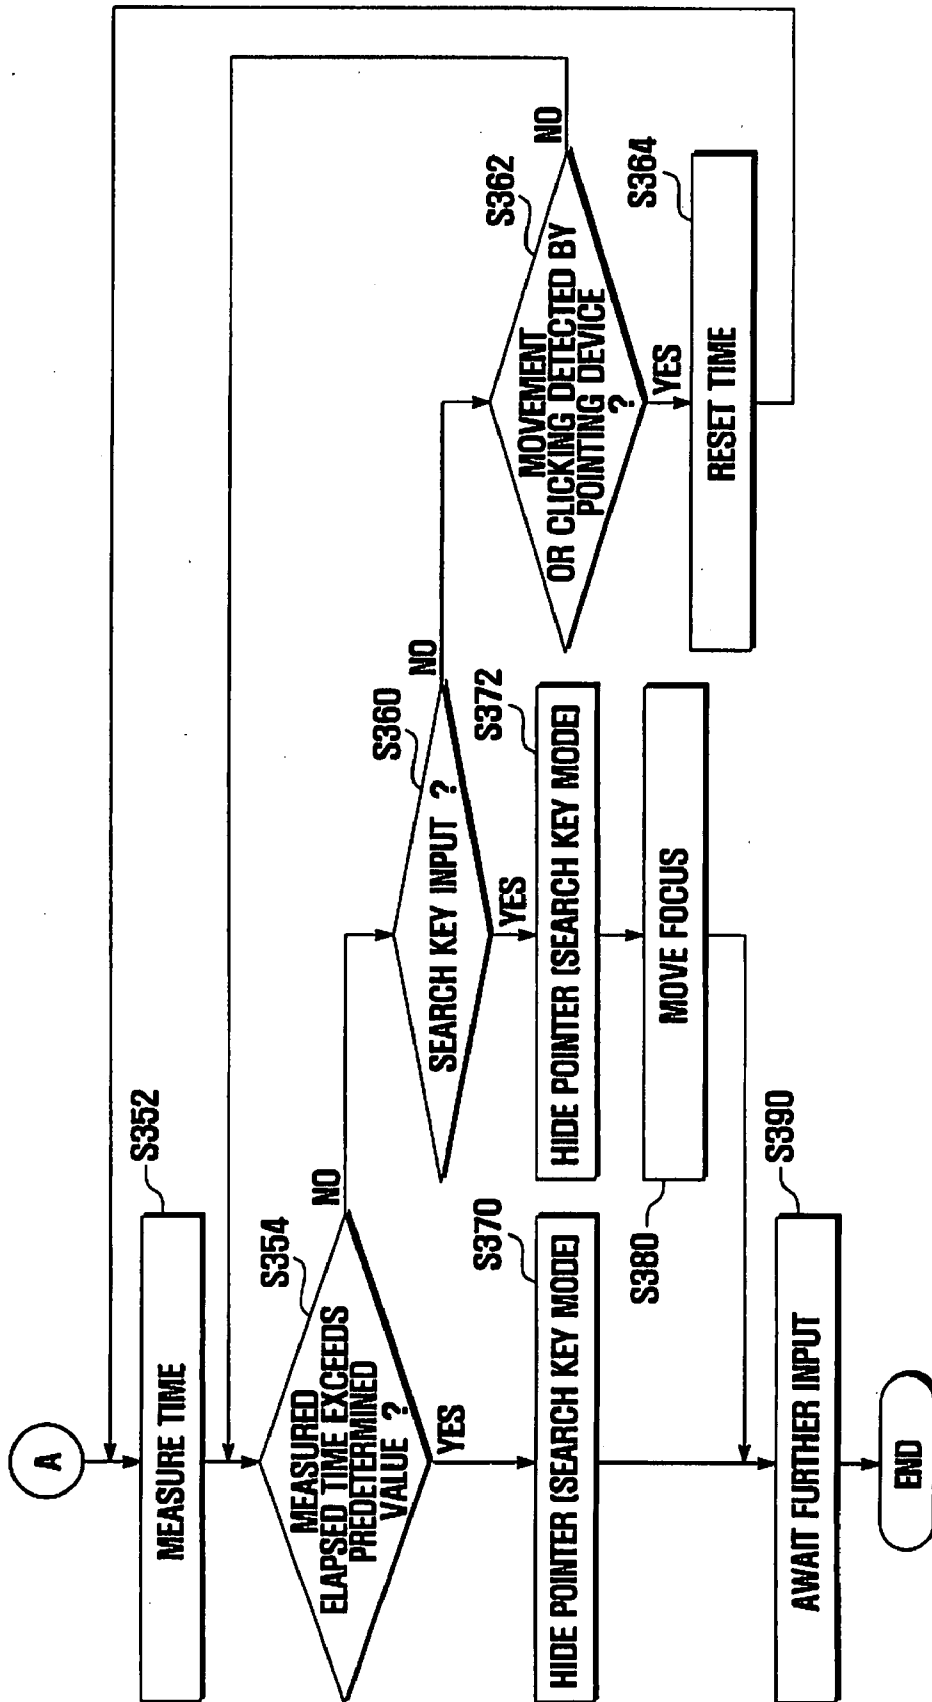 A
S352
MEASURE TIME
S354
MEASURED
ELAPSED TIME EXCEEDS
PREDETERMINED
VALUE ?
NO
YES
S360
SEARCH KEY INPUT ?
NO
YES
S362
MOVEMENT
OR CLICKING DETECTED BY
POINTING DEVICE
?
NO
YES
S364
RESET TIME
S370
HIDE POINTER (SEARCH KEY MODE)
S372
HIDE POINTER (SEARCH KEY MODE)
MOVE FOCUS
S380
S390
AWAIT FURTHER INPUT
END